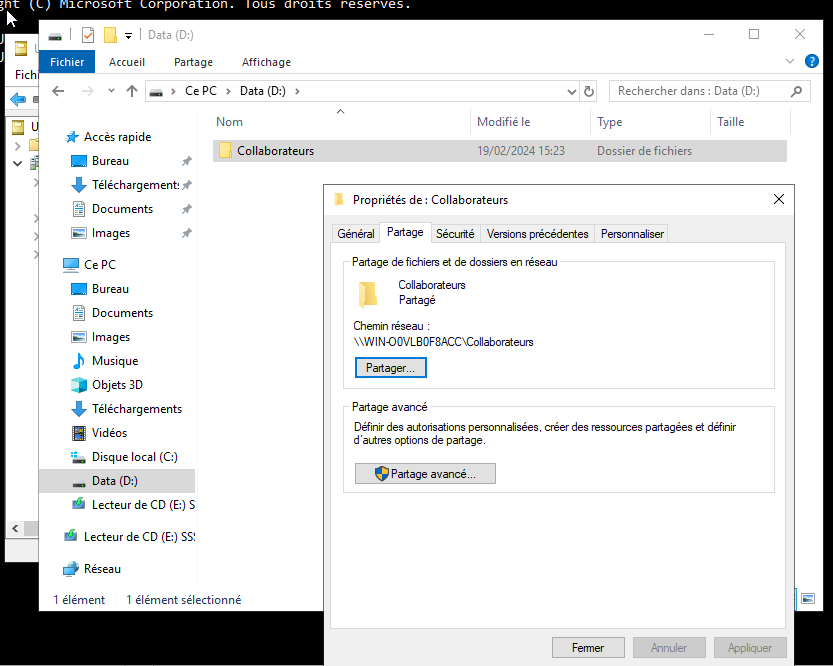 ght (C) Microsoft Corporation. Tous droits réservés.
Data (D:)
Fichier
Accueil
Partage
Affichage
Fichi
Ce PC
Data (D:)
Rechercher dans : Data (D:)
Nom
Modifié le
Type
Taille
Collaborateurs
19/02/2024 15:23
Dossier de fichiers
Accès rapide
Bureau
Téléchargements
Documents
Images
Ce PC
Bureau
Documents
Images
Musique
Objets 3D
Téléchargements
Vidéos
Disque local (C:)
Data (D:)
Lecteur de CD (E:) S
Lecteur de CD (E:) SS
Réseau
1 élément
1 élément sélectionné
Propriétés de : Collaborateurs
Général
Partage
Sécurité
Versions précédentes
Personnaliser
Partage de fichiers et de dossiers en réseau
Collaborateurs
Partagé
Chemin réseau :
\\WIN-O0VLB0F8ACC\Collaborateurs
Partager...
Partage avancé
Définir des autorisations personnalisées, créer des ressources partagées et définir
d'autres options de partage.
Partage avancé...
Fermer
Annuler
Appliquer